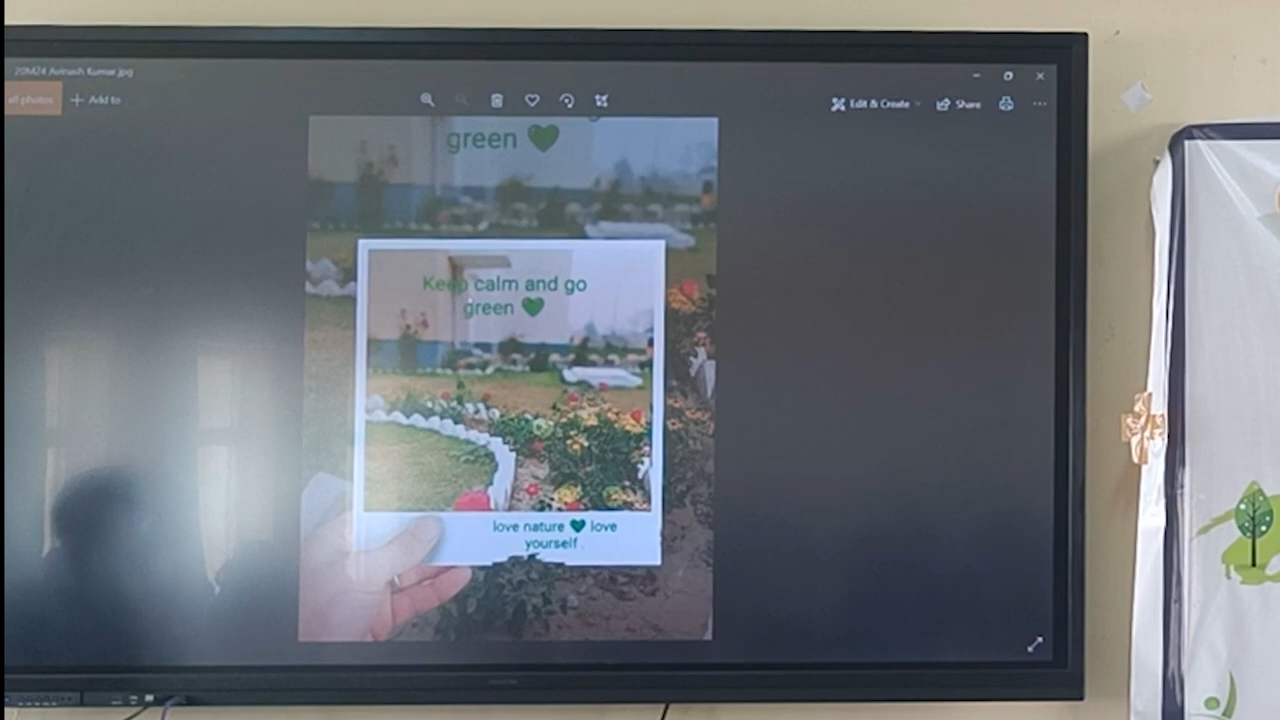 20M24 Avinash Kumar.jpg
all photos
Add to
Edit & Create
Share
green 💚
Keep calm and go
green 💚
love nature 💚 love
yourself .